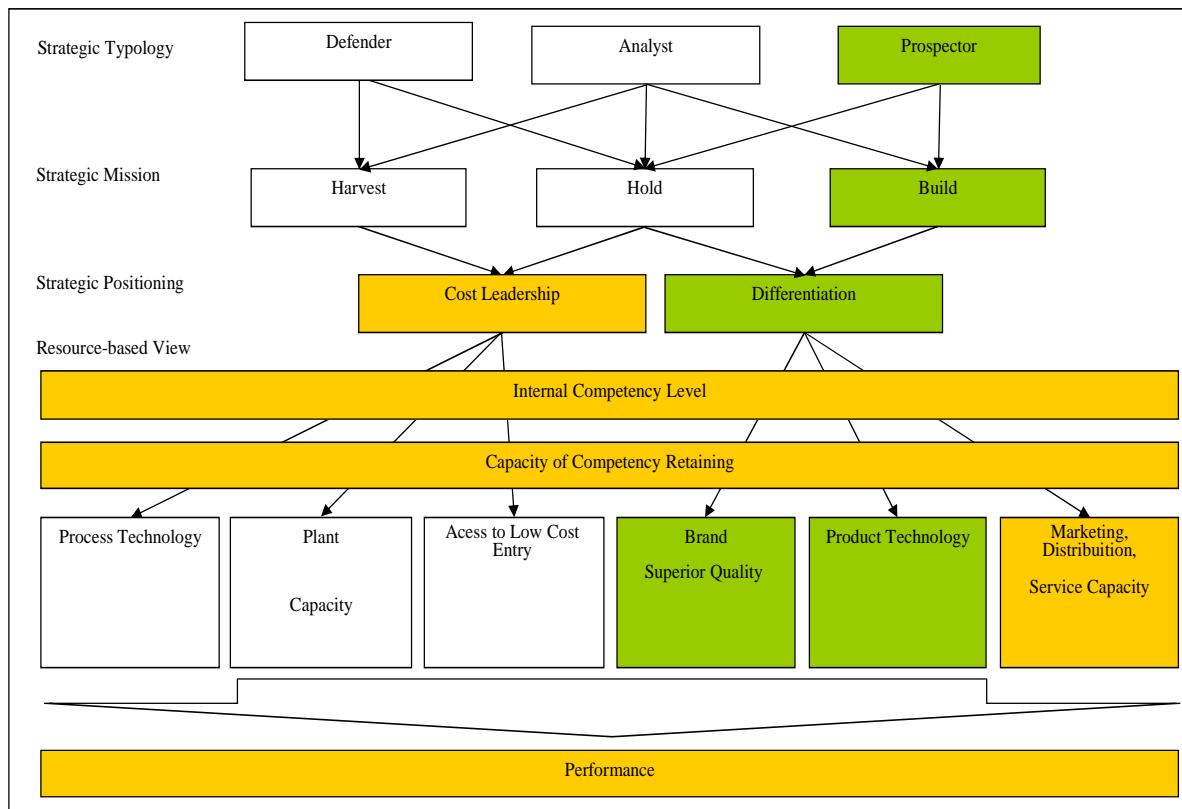 Strategic Typology
Defender
Analyst
Prospector
Strategic Mission
Harvest
Hold
Build
Strategic Positioning
Cost Leadership
Differentiation
Resource-based View
Internal Competency Level
Capacity of Competency Retaining
Process Technology
Plant
Capacity
Acess to Low Cost
Entry
Brand
Superior Quality
Product Technology
Marketing,
Distribuition,
Service Capacity
Performance